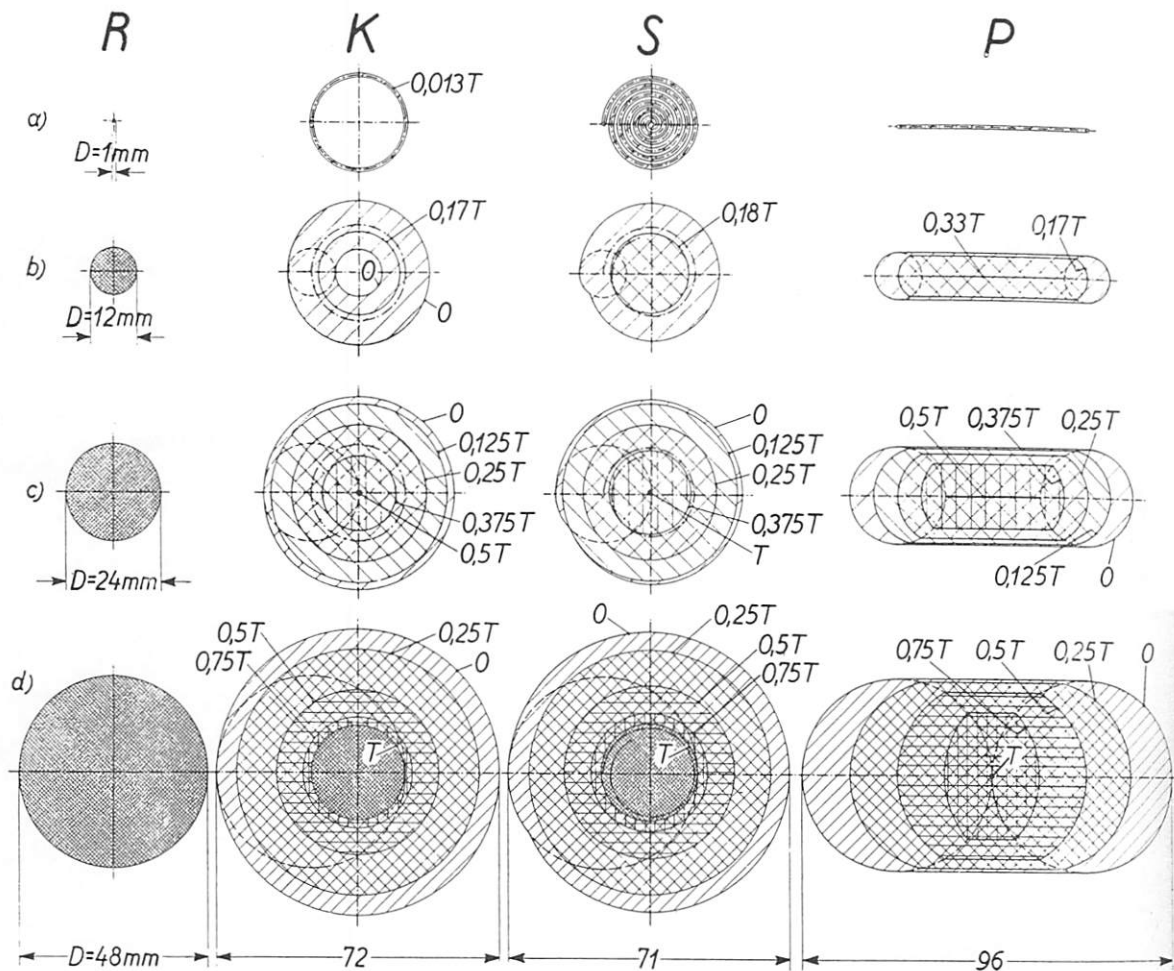 R K S P
a) D=1mm 0,013T
b) D=12mm 0,17T 0 0 0,18T 0,33T 0,17T
c) D=24mm 0 0,125T 0,25T 0,375T 0,5T 0 0,125T 0,25T 0,375T T 0,5T 0,375T 0,25T 0,125T 0
d) 0,5T 0,75T 0,25T 0 T 0 0,25T 0,5T 0,75T T 0,75T 0,5T 0,25T 0 T
D=48mm 72 71 96